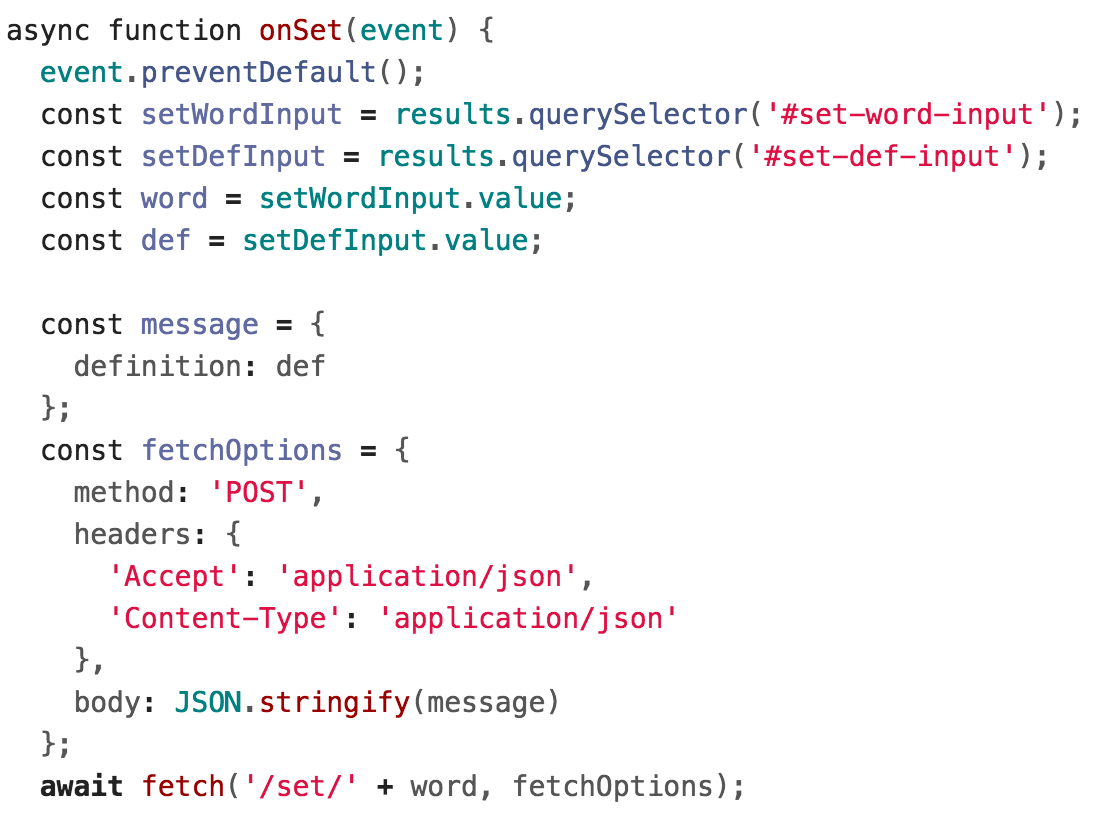 async function onSet(event) {
  event.preventDefault();
  const setWordInput = results.querySelector('#set-word-input');
  const setDefInput = results.querySelector('#set-def-input');
  const word = setWordInput.value;
  const def = setDefInput.value;

  const message = {
    definition: def
  };
  const fetchOptions = {
    method: 'POST',
    headers: {
      'Accept': 'application/json',
      'Content-Type': 'application/json'
    },
    body: JSON.stringify(message)
  };
  await fetch('/set/' + word, fetchOptions);